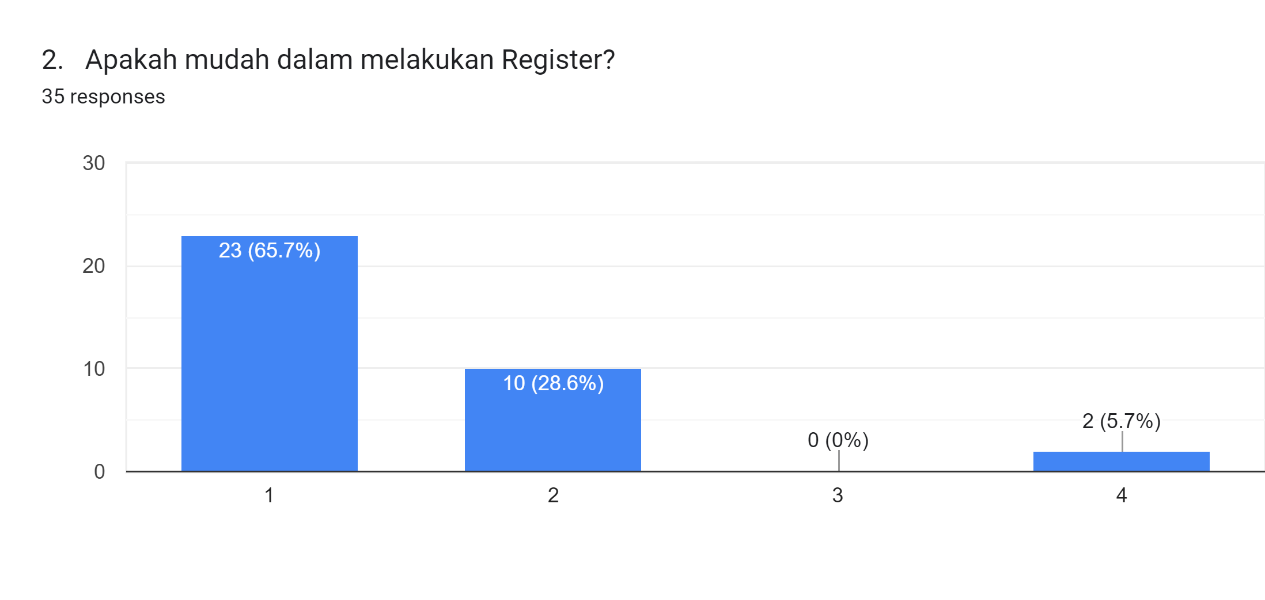 2. Apakah mudah dalam melakukan Register?
35 responses
30
20
10
0
23 (65.7%)
10 (28.6%)
0 (0%)
2 (5.7%)
1 2 3 4